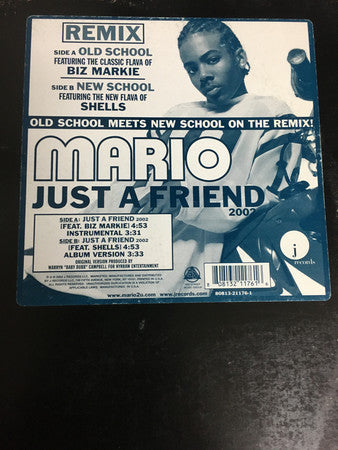 REMIX
SIDE A OLD SCHOOL
FEATURING THE CLASSIC FLAVA OF
BIZ MARKIE
SIDE B NEW SCHOOL
FEATURING THE NEW FLAVA OF
SHELLS
OLD SCHOOL MEETS NEW SCHOOL ON THE REMIX!
MARIO
JUST A FRIEND
2002
SIDE A: JUST A FRIEND 2002
(FEAT. BIZ MARKIE) 4:53
INSTRUMENTAL 3:31
SIDE B: JUST A FRIEND 2002
(FEAT. SHELLS) 4:53
ALBUM VERSION 3:33
ORIGINAL VERSION PRODUCED BY
WARRYN "BABY DUBB" CAMPBELL FOR NYRRAW ENTERTAINMENT
j
records
www.mario2u.com www.jrecords.com
80813-21176-1